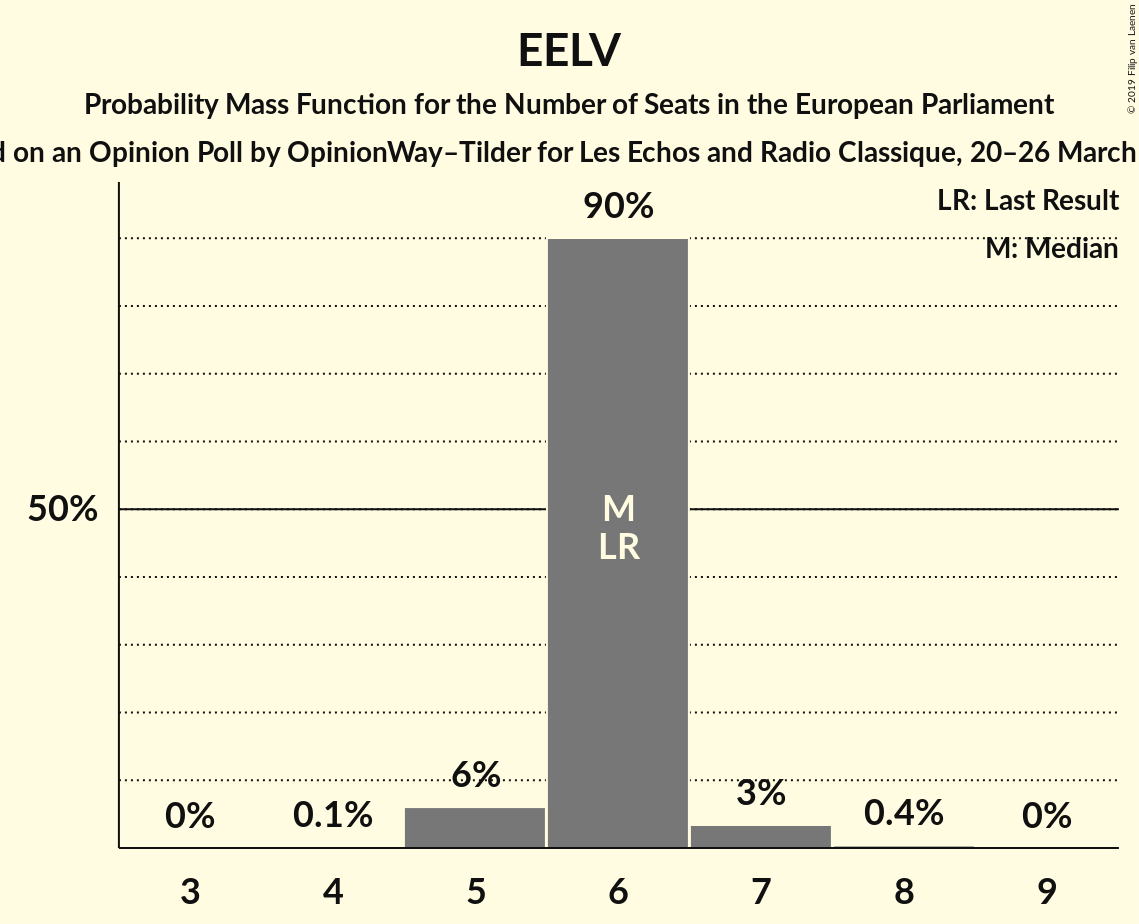 EELV
Probability Mass Function for the Number of Seats in the European Parliament
on an Opinion Poll by OpinionWay–Tilder for Les Echos and Radio Classique, 20–26 March
© 2019 Filip van Laenen
LR: Last Result
M: Median
90%
50%
M
LR
6%
3%
0%
0.1%
0.4%
0%
3 4 5 6 7 8 9